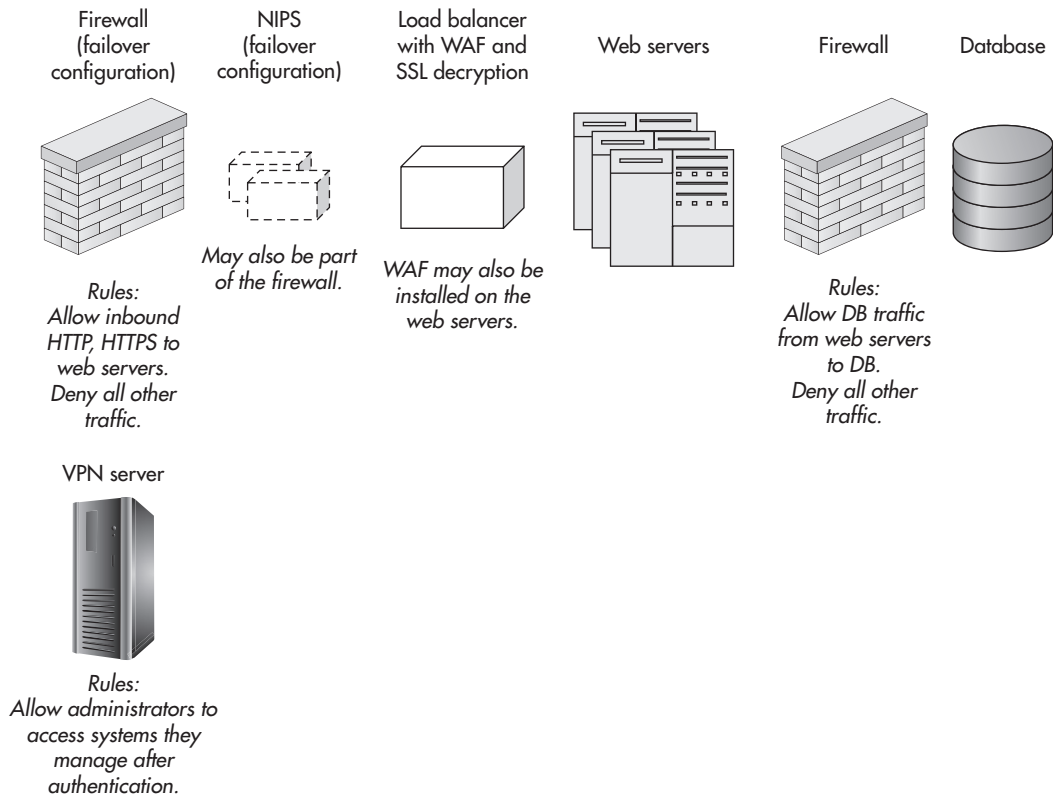 Firewall
(failover
configuration)
NIPS
(failover
configuration)
Load balancer
with WAF and
SSL decryption
Web servers
Firewall
Database
Rules:
Allow inbound
HTTP, HTTPS to
web servers.
Deny all other
traffic.
May also be part
of the firewall.
WAF may also be
installed on the
web servers.
Rules:
Allow DB traffic
from web servers
to DB.
Deny all other
traffic.
VPN server
Rules:
Allow administrators to
access systems they
manage after
authentication.